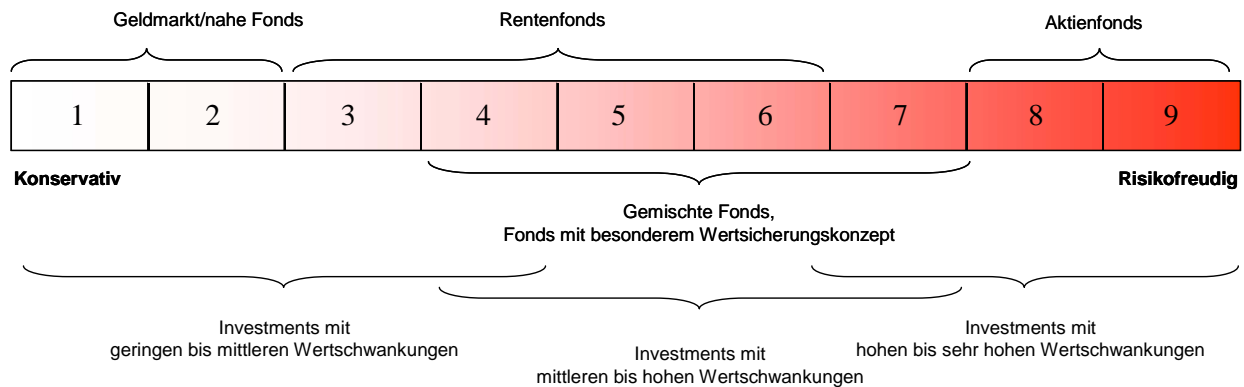 Geldmarkt/nahe Fonds
Rentenfonds
Aktienfonds
1 2 3 4 5 6 7 8 9
Konservativ
Risikofreudig
Gemischte Fonds,
Fonds mit besonderem Wertsicherungskonzept
Investments mit
geringen bis mittleren Wertschwankungen
Investments mit
mittleren bis hohen Wertschwankungen
Investments mit
hohen bis sehr hohen Wertschwankungen